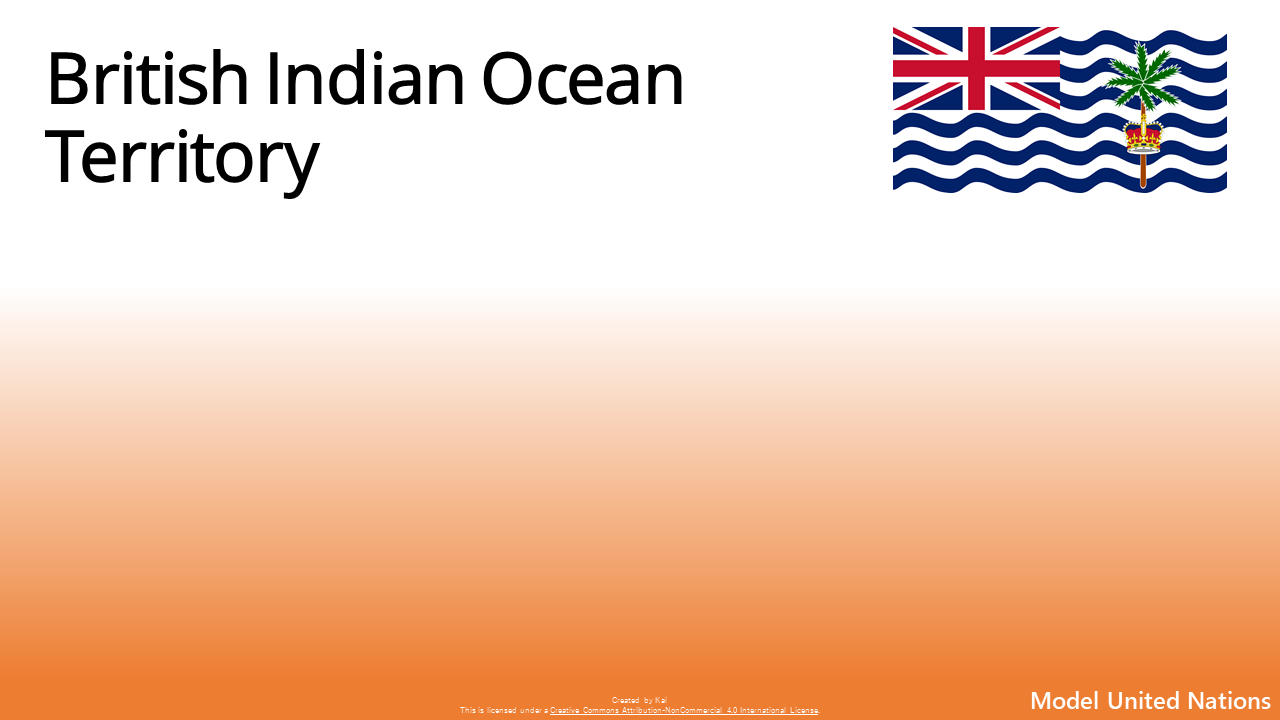 British Indian Ocean
Territory
Created by Kai
This is licensed under a Creative Commons Attribution-NonCommercial 4.0 International License.
Model United Nations